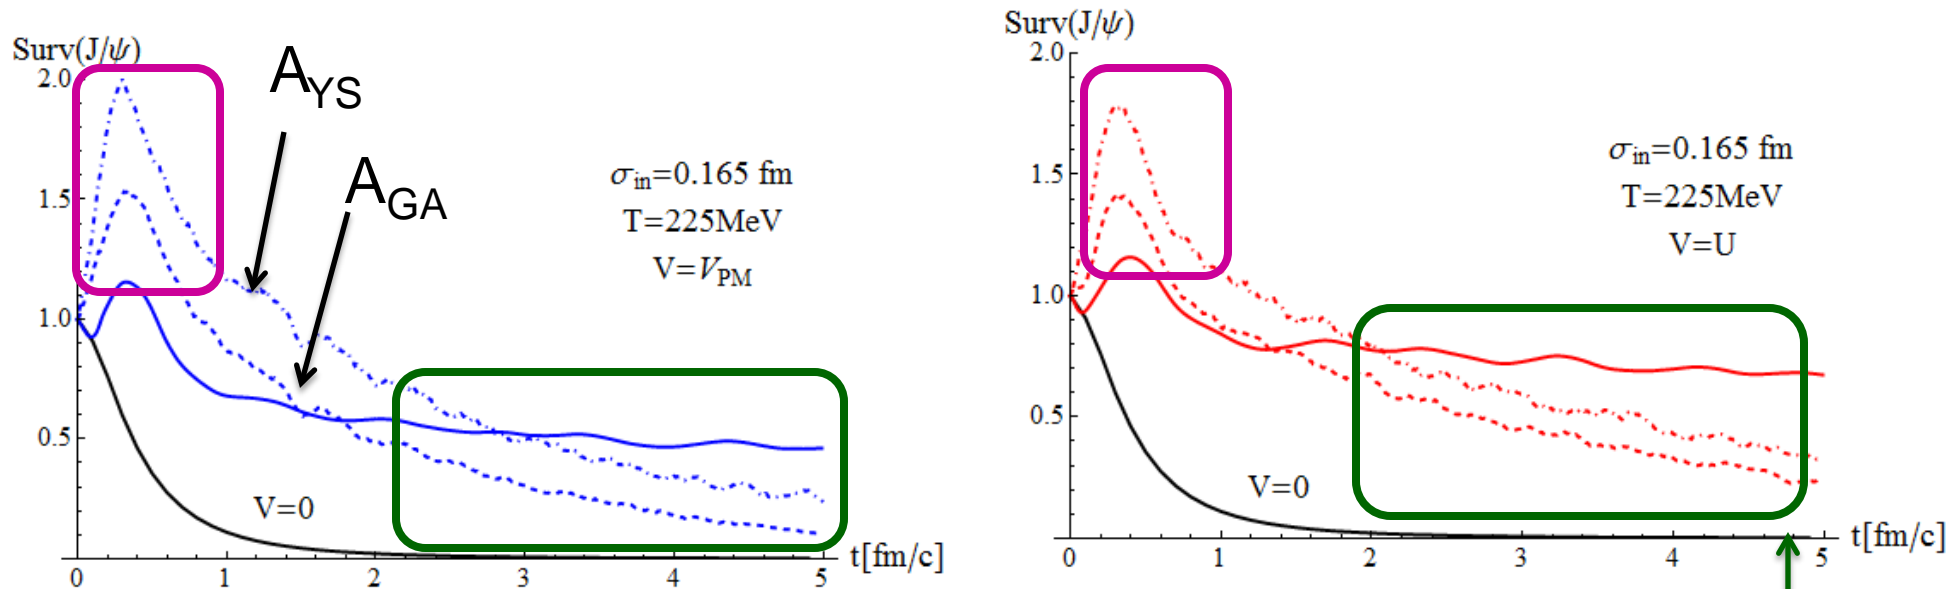 Surv(J/ψ)
2.0
1.5
1.0
0.5
A_YS
A_GA
σ_in=0.165 fm
T=225MeV
V=V_PM
V=0
0 1 2 3 4 5
t[fm/c]
Surv(J/ψ)
2.0
1.5
1.0
0.5
σ_in=0.165 fm
T=225MeV
V=U
V=0
0 1 2 3 4 5
t[fm/c]